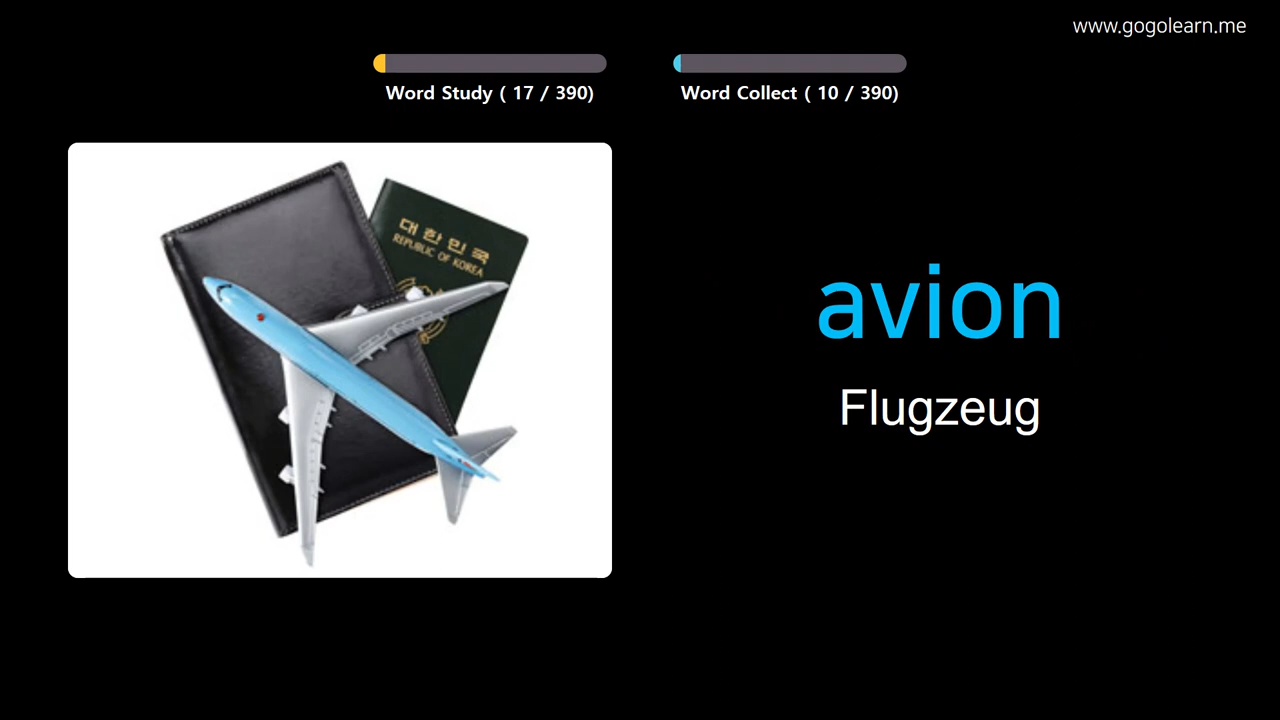 www.gogolearn.me
Word Study ( 17 / 390)
Word Collect ( 10 / 390)
대한민국
REPUBLIC OF KOREA
avion
Flugzeug